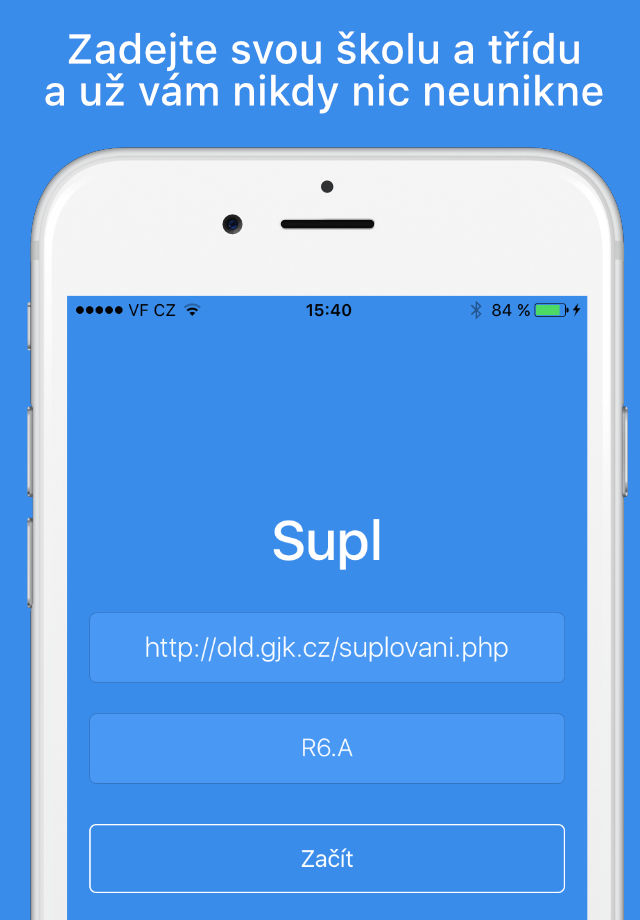 Zadejte svou školu a třídu
a už vám nikdy nic neunikne
VF CZ 15:40 84 %
Supl
http://old.gjk.cz/suplovani.php
R6.A
Začít